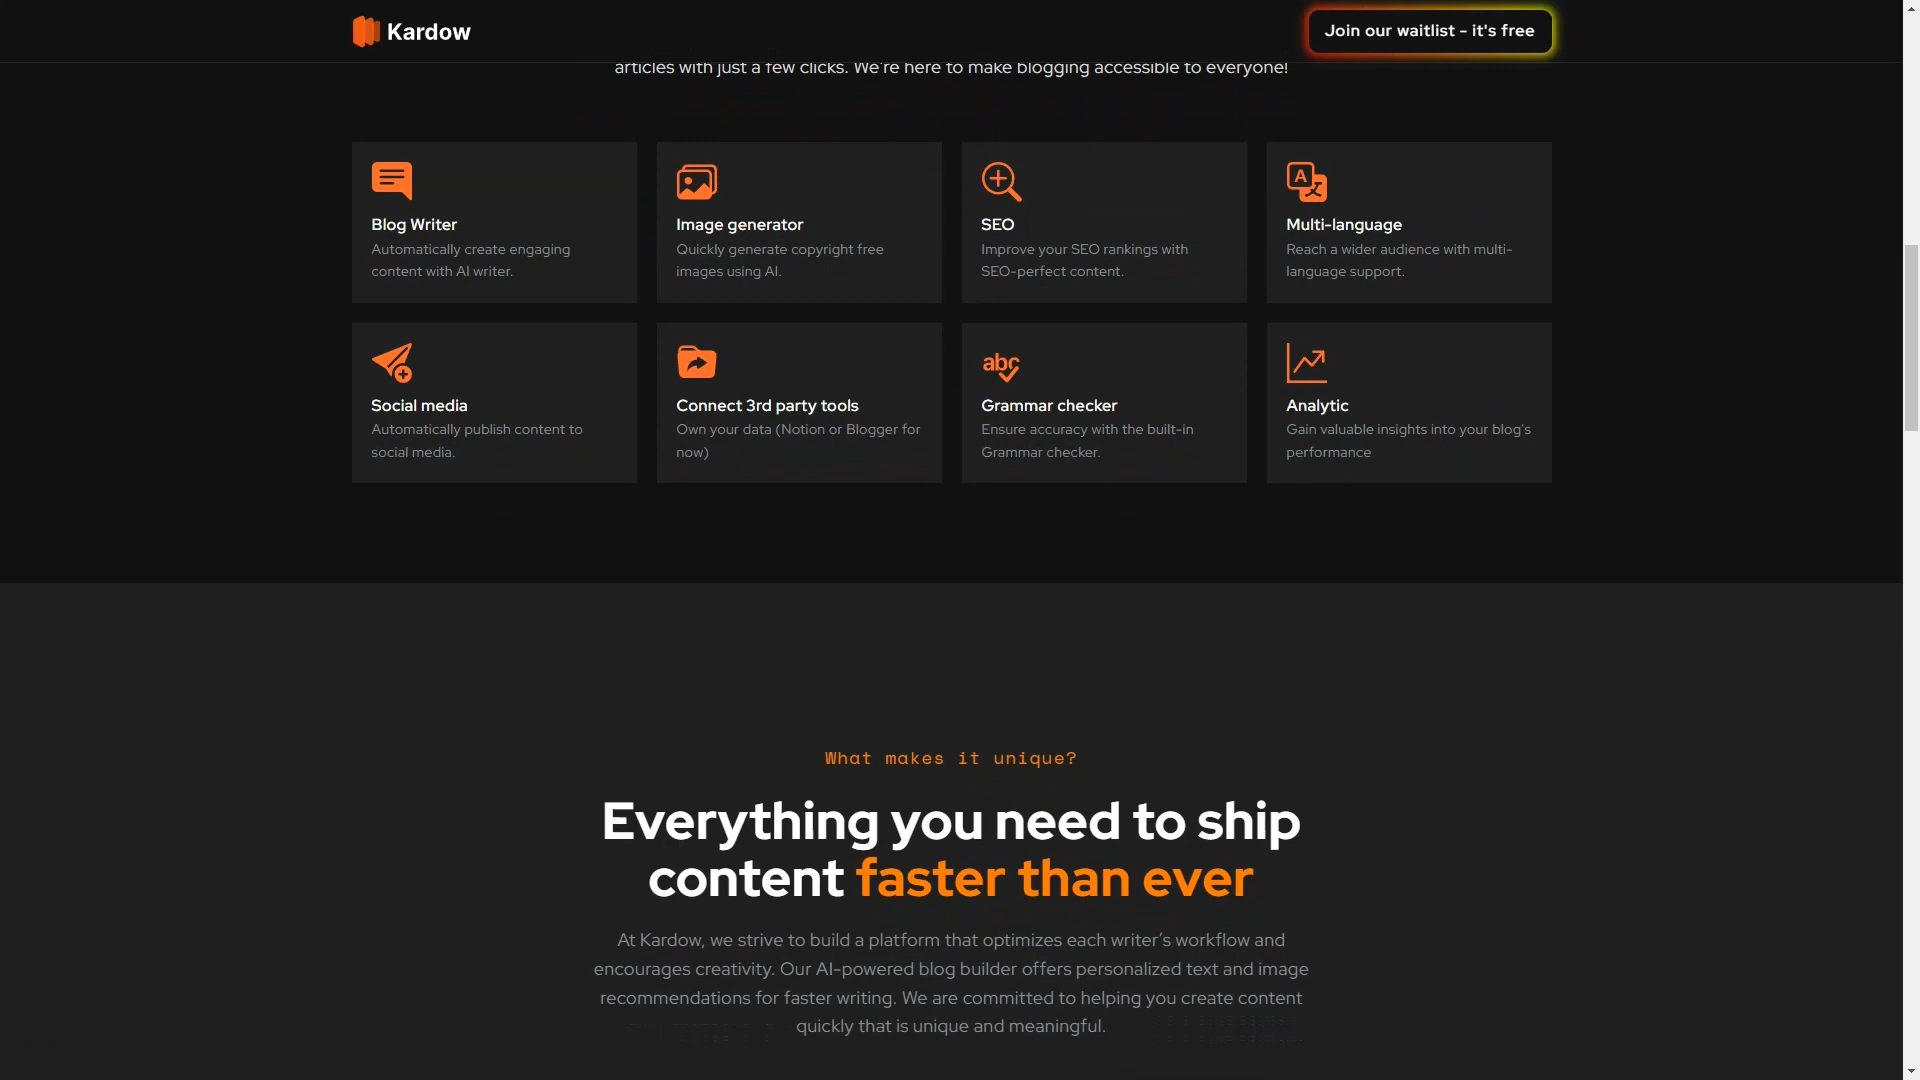 Kardow
Join our waitlist - it's free
articles with just a few clicks. We're here to make blogging accessible to everyone!
Blog Writer
Automatically create engaging
content with AI writer.
Image generator
Quickly generate copyright free
images using AI.
SEO
Improve your SEO rankings with
SEO-perfect content.
A
Multi-language
Reach a wider audience with multi-
language support.
Social media
Automatically publish content to
social media.
Connect 3rd party tools
Own your data (Notion or Blogger for
now)
abc
Grammar checker
Ensure accuracy with the built-in
Grammar checker.
Analytic
Gain valuable insights into your blog's
performance
What makes it unique?
Everything you need to ship
content faster than ever
At Kardow, we strive to build a platform that optimizes each writer’s workflow and
encourages creativity. Our AI-powered blog builder offers personalized text and image
recommendations for faster writing. We are committed to helping you create content
quickly that is unique and meaningful.